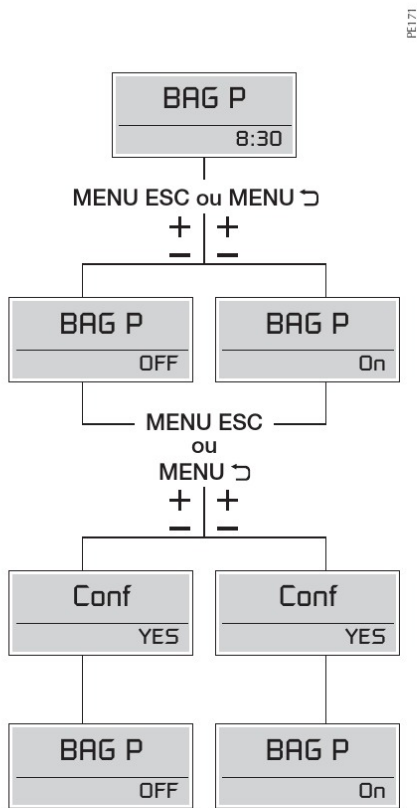 PE171
BAG P
8:30
MENU ESC ou MENU ⮌
+ +
– –
BAG P BAG P
OFF On
MENU ESC
ou
MENU ⮌
+ +
– –
Conf Conf
YES YES
BAG P BAG P
OFF On